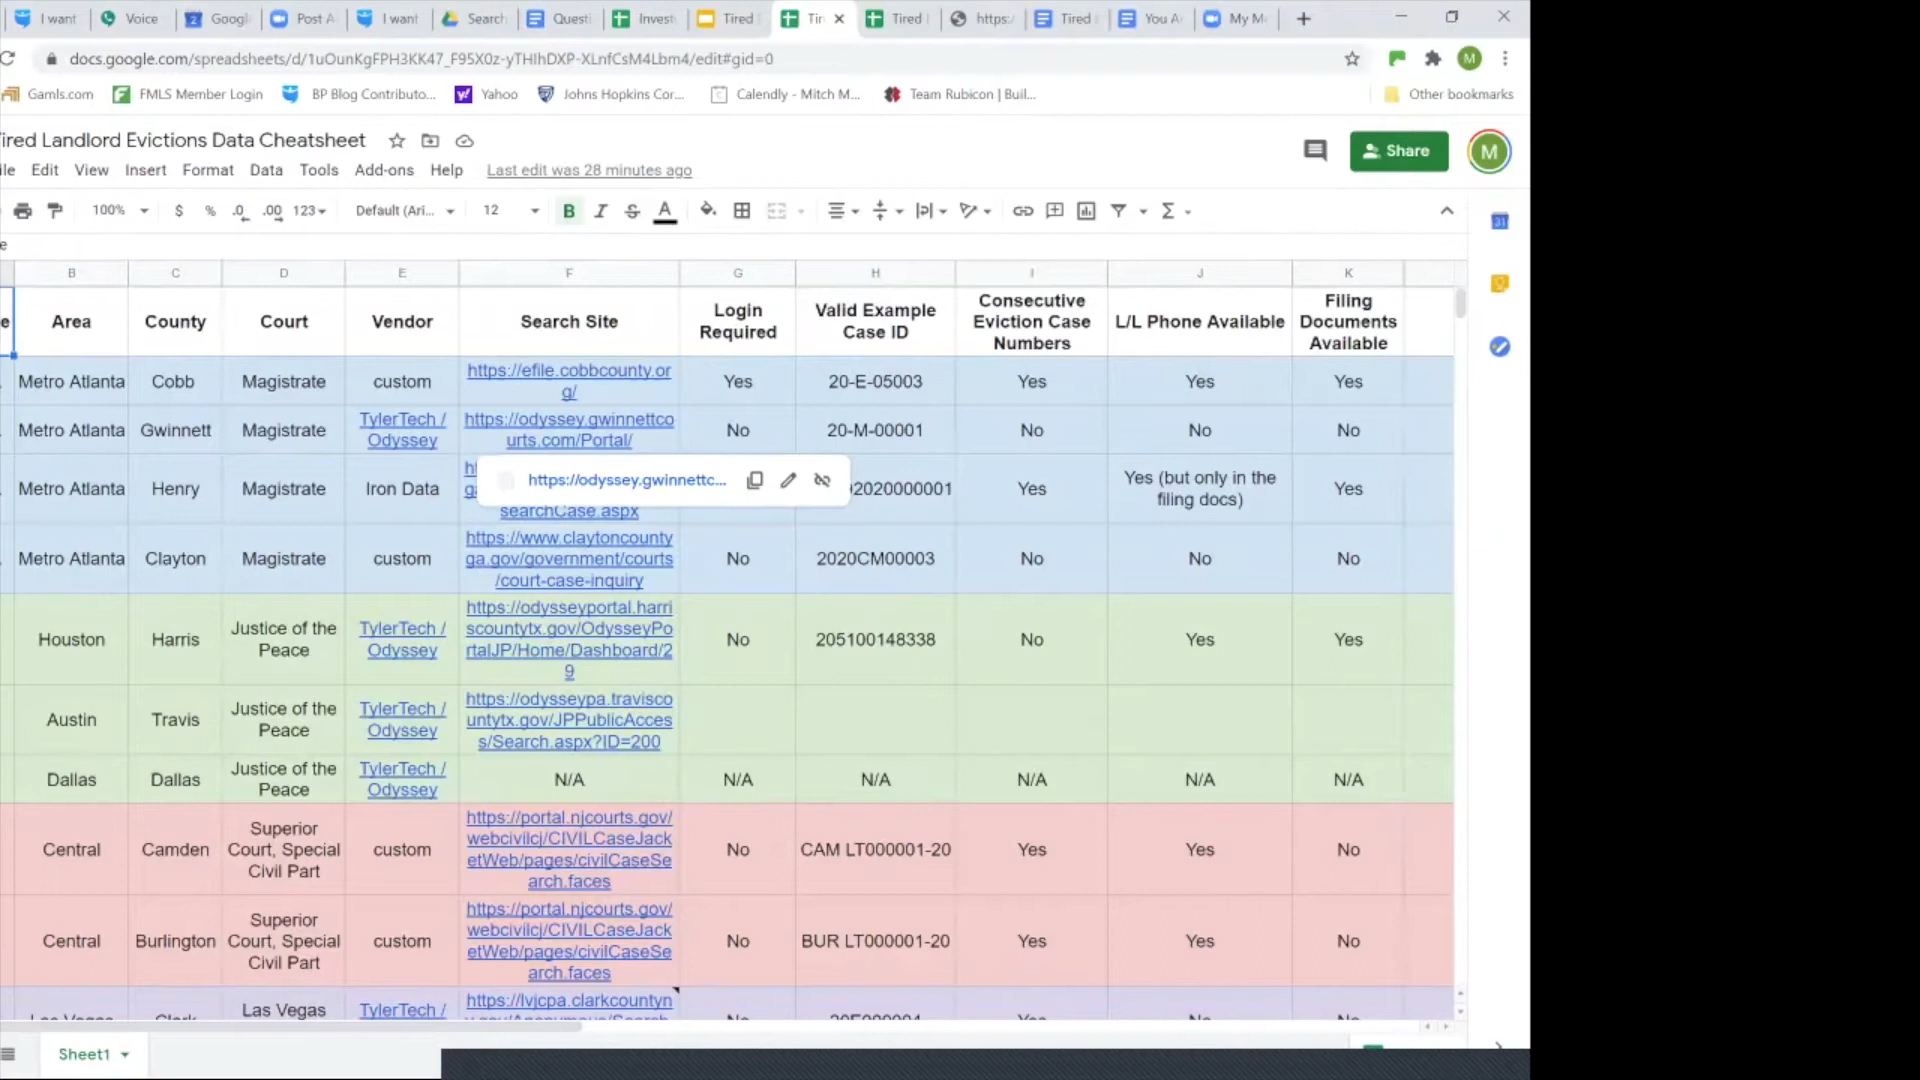 I want
Voice
Googl
Post A
I want
Search
Questi
Invest
Tired
Tir
Tired
https:/
Tired
You A
My M
docs.google.com/spreadsheets/d/1uOunKgFPH3KK47_F95X0z-yTHIhDXP-XLnfCsM4Lbm4/edit#gid=0
M
Gamls.com
FMLS Member Login
BP Blog Contributo...
Yahoo
Johns Hopkins Cor...
Calendly - Mitch M...
Team Rubicon | Buil...
Other bookmarks
ired Landlord Evictions Data Cheatsheet
Share
M
ile Edit View Insert Format Data Tools Add-ons Help Last edit was 28 minutes ago
100% $ % .0 .00 123 Default (Ari... 12 B I S A
e
31
B C D E F G H I J K
e
Area
County
Court
Vendor
Search Site
Login
Required
Valid Example
Case ID
Consecutive
Eviction Case
Numbers
L/L Phone Available
Filing
Documents
Available
Metro Atlanta
Cobb
Magistrate
custom
https://efile.cobbcounty.or
g/
Yes
20-E-05003
Yes
Yes
Yes
Metro Atlanta
Gwinnett
Magistrate
TylerTech /
Odyssey
https://odyssey.gwinnettco
urts.com/Portal/
No
20-M-00001
No
No
No
https://odyssey.gwinnettc...
Metro Atlanta
Henry
Magistrate
Iron Data
ht
ga
searchCase.aspx
2020000001
Yes
Yes (but only in the
filing docs)
Yes
Metro Atlanta
Clayton
Magistrate
custom
https://www.claytoncounty
ga.gov/government/courts
/court-case-inquiry
No
2020CM00003
No
No
No
Houston
Harris
Justice of the
Peace
TylerTech /
Odyssey
https://odysseyportal.harri
scountytx.gov/OdysseyPo
rtalJP/Home/Dashboard/2
9
No
205100148338
No
Yes
Yes
Austin
Travis
Justice of the
Peace
TylerTech /
Odyssey
https://odysseypa.travisco
untytx.gov/JPPublicAcces
s/Search.aspx?ID=200
Dallas
Dallas
Justice of the
Peace
TylerTech /
Odyssey
N/A
N/A
N/A
N/A
N/A
N/A
Central
Camden
Superior
Court, Special
Civil Part
custom
https://portal.njcourts.gov/
webcivilcj/CIVILCaseJack
etWeb/pages/civilCaseSe
arch.faces
No
CAM LT000001-20
Yes
Yes
No
Central
Burlington
Superior
Court, Special
Civil Part
custom
https://portal.njcourts.gov/
webcivilcj/CIVILCaseJack
etWeb/pages/civilCaseSe
arch.faces
No
BUR LT000001-20
Yes
Yes
No
Las Vegas
Clark
Las Vegas
TylerTech /
https://lvjcpa.clarkcountyn
No
Yes
No
No
Sheet1